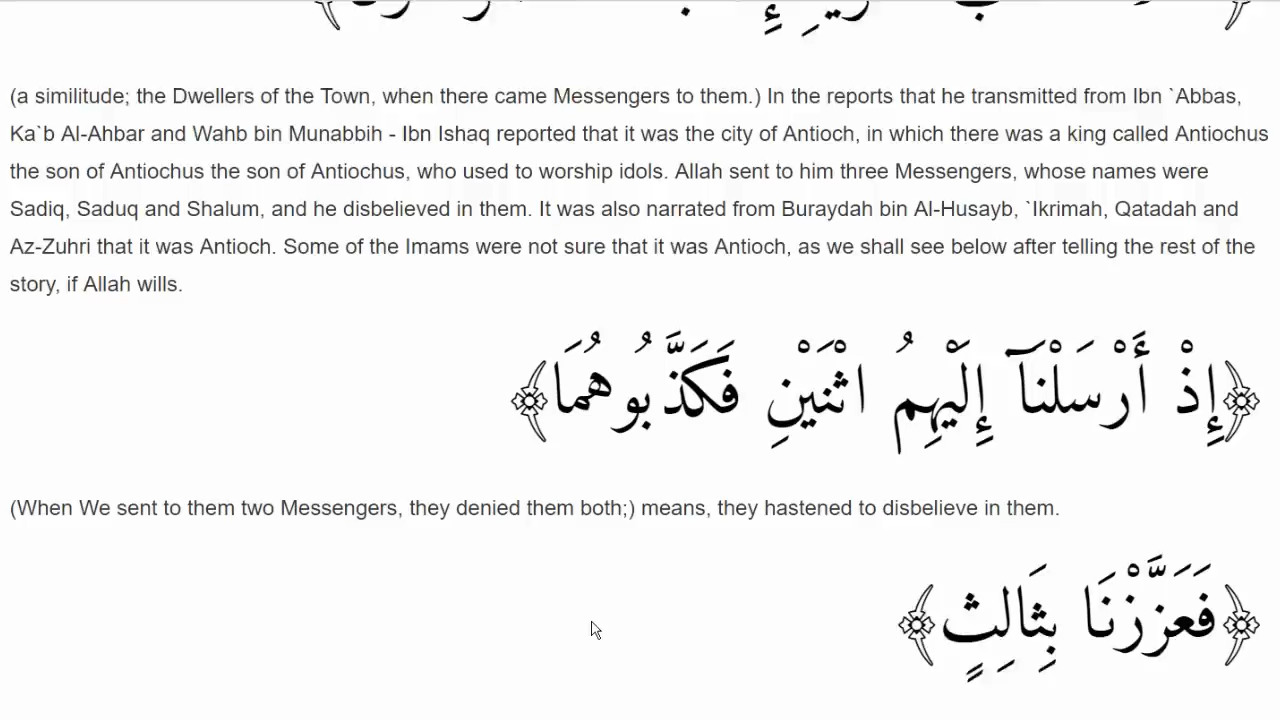 (a similitude; the Dwellers of the Town, when there came Messengers to them.) In the reports that he transmitted from Ibn `Abbas,
Ka`b Al-Ahbar and Wahb bin Munabbih - Ibn Ishaq reported that it was the city of Antioch, in which there was a king called Antiochus
the son of Antiochus the son of Antiochus, who used to worship idols. Allah sent to him three Messengers, whose names were
Sadiq, Saduq and Shalum, and he disbelieved in them. It was also narrated from Buraydah bin Al-Husayb, `Ikrimah, Qatadah and
Az-Zuhri that it was Antioch. Some of the Imams were not sure that it was Antioch, as we shall see below after telling the rest of the
story, if Allah wills.
﴿إِذْ أَرْسَلْنَآ إِلَيْهِمُ اثْنَيْنِ فَكَذَّبُوهُمَا﴾
(When We sent to them two Messengers, they denied them both;) means, they hastened to disbelieve in them.
﴿فَعَزَّزْنَا بِثَالِثٍ﴾